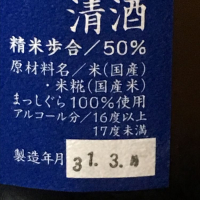 清酒
精米歩合／50%
原材料名／米(国産)
・米糀(国産米)
まっしぐら100%使用
アルコール分／16度以上
17度未満
製造年月 31.3.